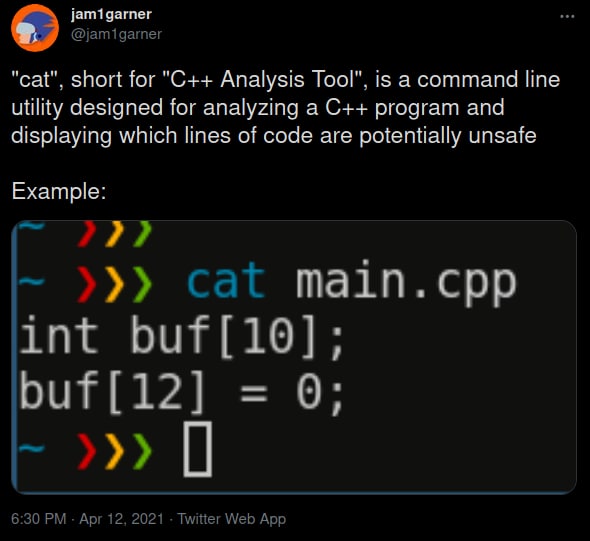 jam1garner
@jam1garner
"cat", short for "C++ Analysis Tool", is a command line
utility designed for analyzing a C++ program and
displaying which lines of code are potentially unsafe
Example:
~ ❯❯❯
~ ❯❯❯ cat main.cpp
int buf[10];
buf[12] = 0;
~ ❯❯❯
6:30 PM · Apr 12, 2021 · Twitter Web App